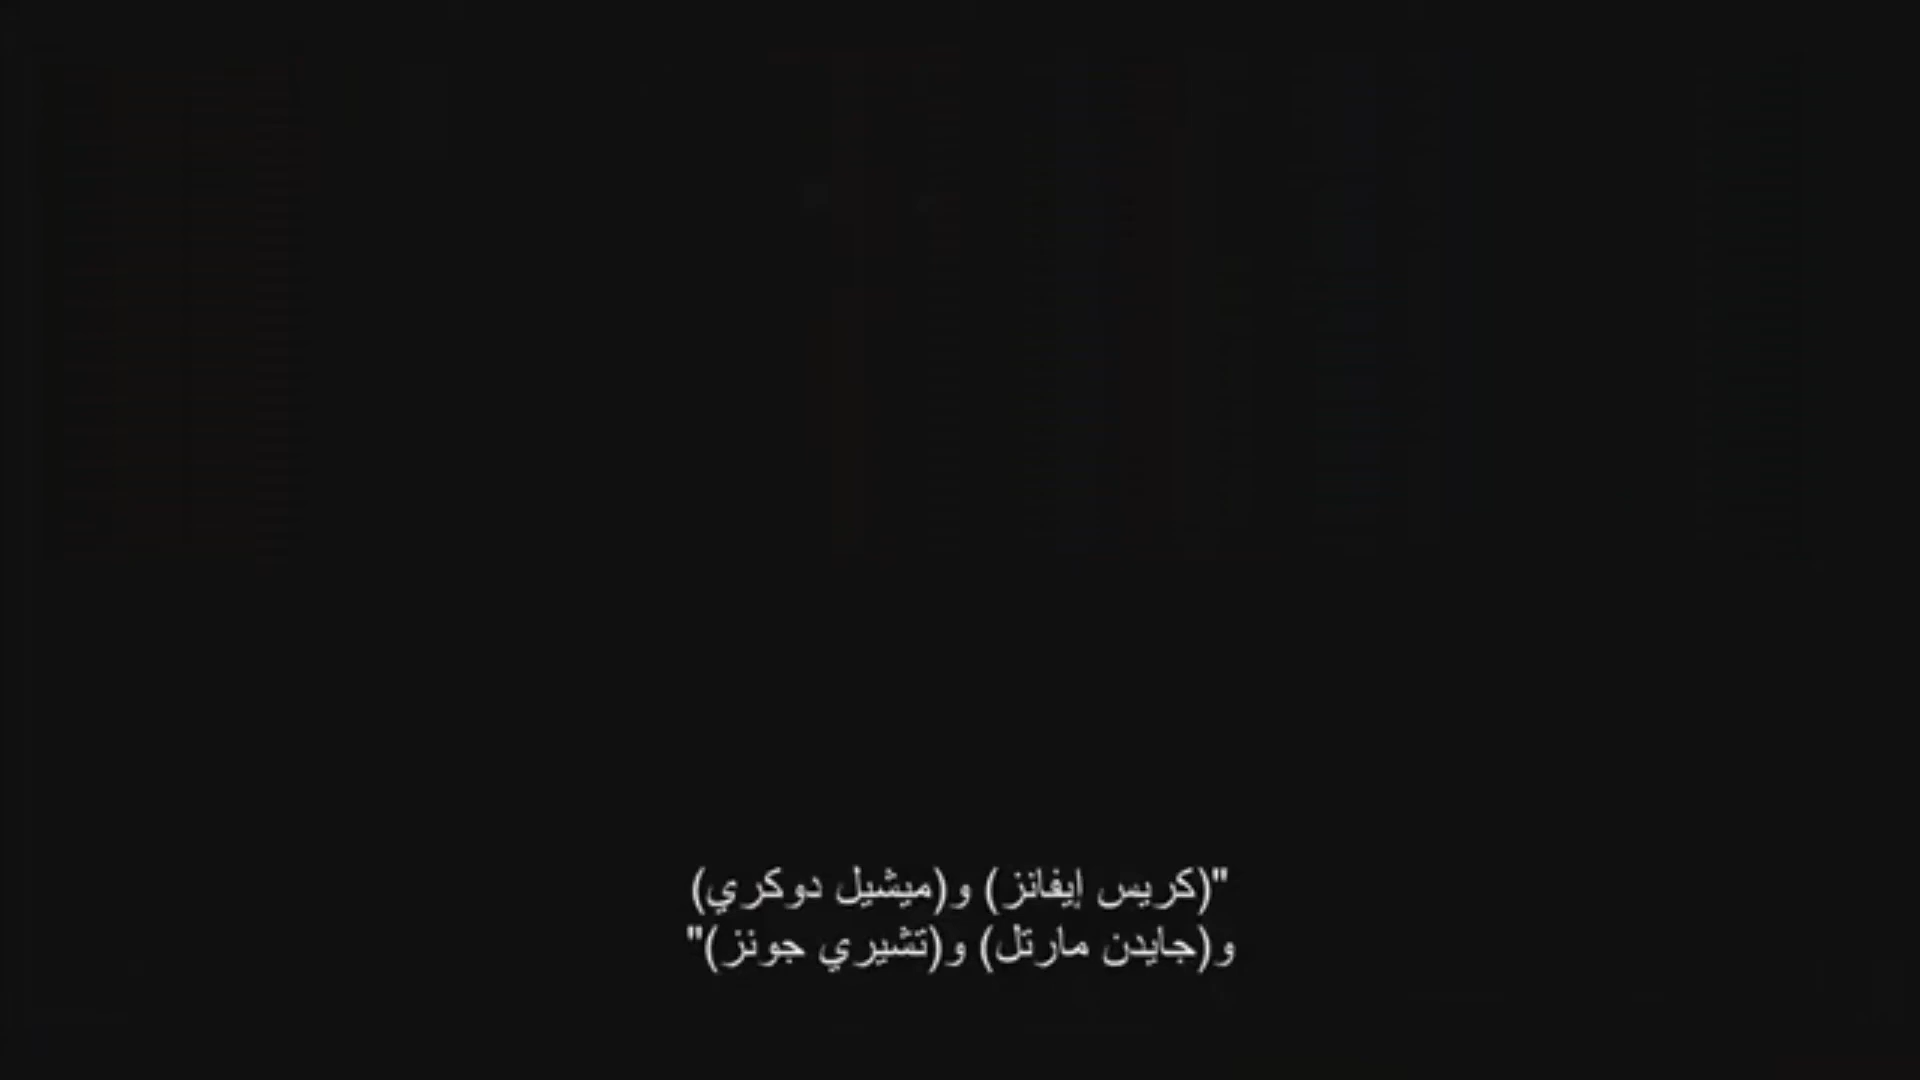 "(كريس إيفانز) و(ميشيل دوكري)
و(جايدن مارتل) و(تشيري جونز)"